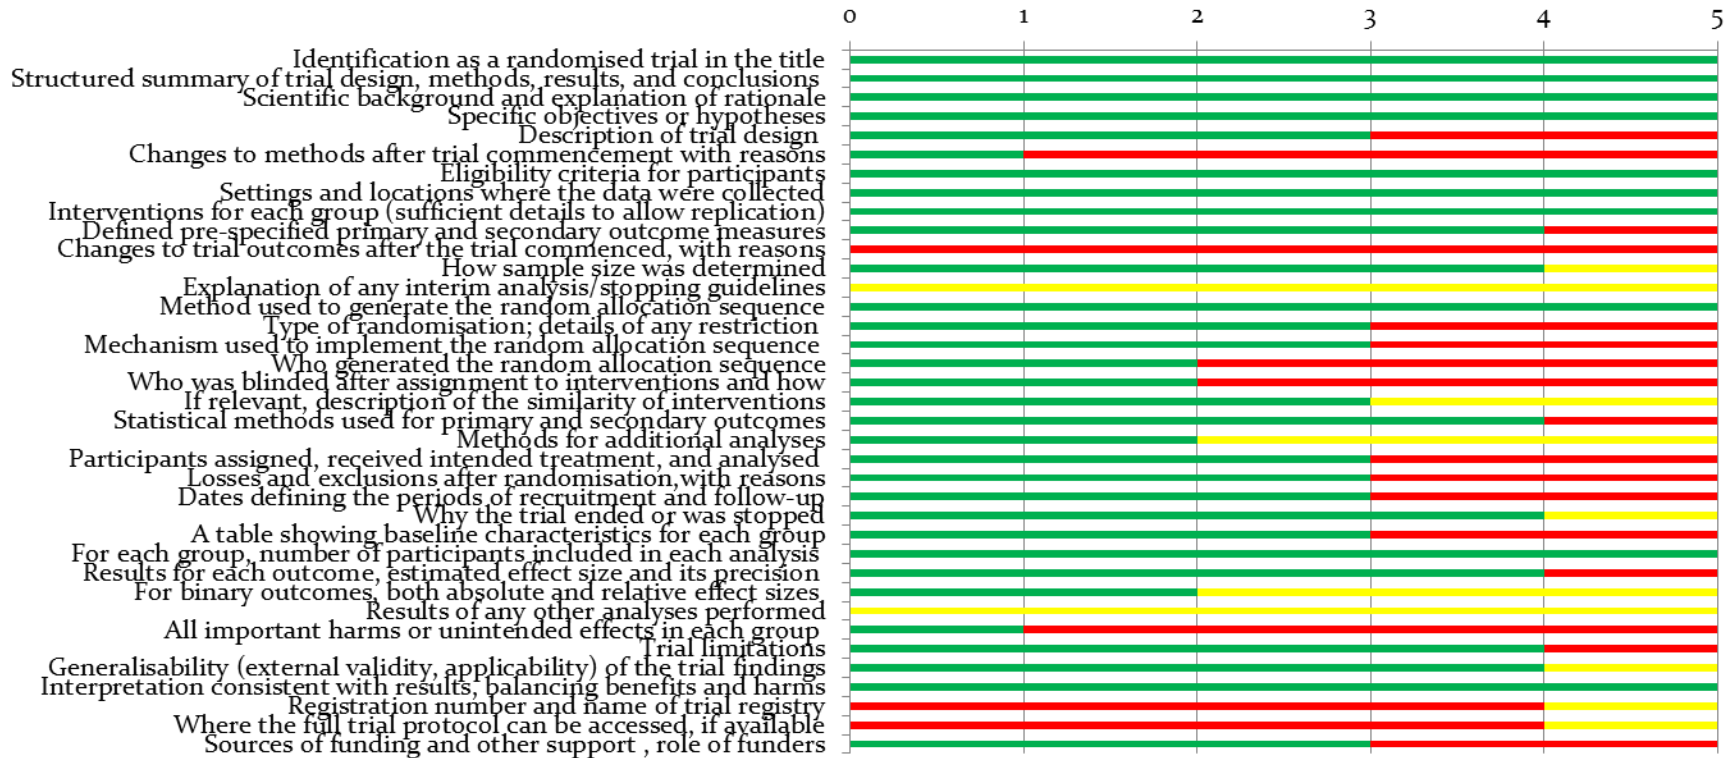 0 1 2 3 4 5
Identification as a randomised trial in the title
Structured summary of trial design, methods, results, and conclusions
Scientific background and explanation of rationale
Specific objectives or hypotheses
Description of trial design
Changes to methods after trial commencement with reasons
Eligibility criteria for participants
Settings and locations where the data were collected
Interventions for each group (sufficient details to allow replication)
Defined pre-specified primary and secondary outcome measures
Changes to trial outcomes after the trial commenced, with reasons
How sample size was determined
Explanation of any interim analysis/stopping guidelines
Method used to generate the random allocation sequence
Type of randomisation; details of any restriction
Mechanism used to implement the random allocation sequence
Who generated the random allocation sequence
Who was blinded after assignment to interventions and how
If relevant, description of the similarity of interventions
Statistical methods used for primary and secondary outcomes
Methods for additional analyses
Participants assigned, received intended treatment, and analysed
Losses and exclusions after randomisation,with reasons
Dates defining the periods of recruitment and follow-up
Why the trial ended or was stopped
A table showing baseline characteristics for each group
For each group, number of participants included in each analysis
Results for each outcome, estimated effect size and its precision
For binary outcomes, both absolute and relative effect sizes
Results of any other analyses performed
All important harms or unintended effects in each group
Trial limitations
Generalisability (external validity, applicability) of the trial findings
Interpretation consistent with results, balancing benefits and harms
Registration number and name of trial registry
Where the full trial protocol can be accessed, if available
Sources of funding and other support , role of funders